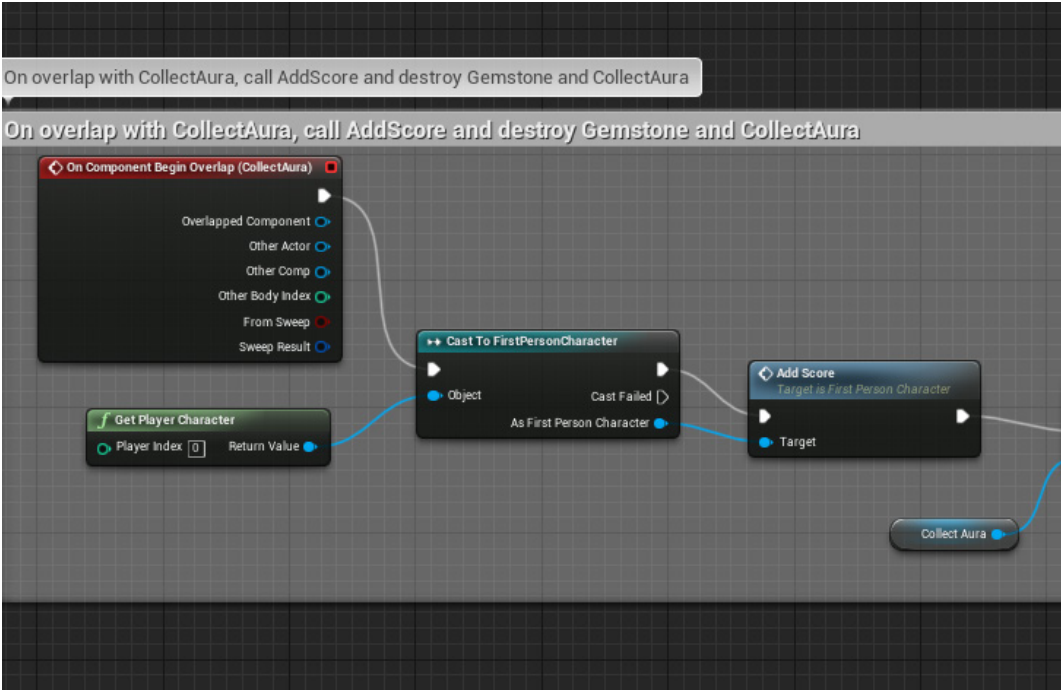 On overlap with CollectAura, call AddScore and destroy Gemstone and CollectAura
On overlap with CollectAura, call AddScore and destroy Gemstone and CollectAura
On Component Begin Overlap (CollectAura)
Overlapped Component
Other Actor
Other Comp
Other Body Index
From Sweep
Sweep Result
f Get Player Character
Player Index 0 Return Value
Cast To FirstPersonCharacter
Object
Cast Failed
As First Person Character
Add Score
Target is First Person Character
Target
Collect Aura